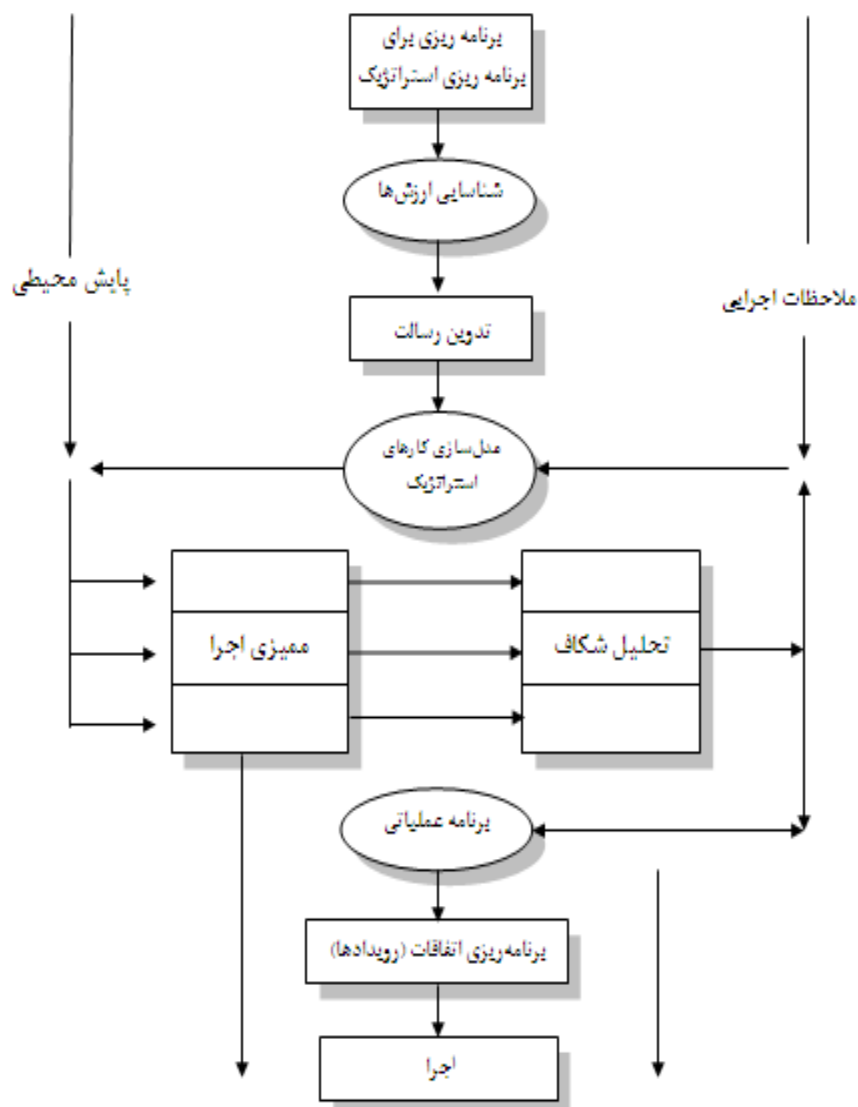 برنامه ریزی برای
برنامه ریزی استراتژیک
شناسایی ارزش‌ها
پایش محیطی
ملاحظات اجرایی
تدوین رسالت
مدل‌سازی کارهای
استراتژیک
ممیزی اجرا
تحلیل شکاف
برنامه عملیاتی
برنامه‌ریزی اتفاقات (رویدادها)
اجرا